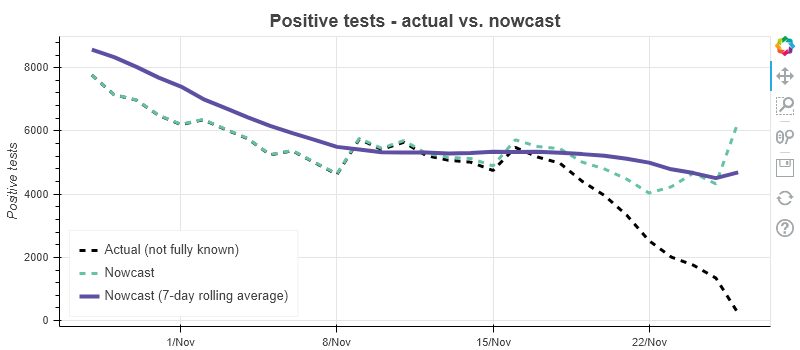 Positive tests - actual vs. nowcast
Positive tests
8000
6000
4000
2000
0
Actual (not fully known)
Nowcast
Nowcast (7-day rolling average)
1/Nov
8/Nov
15/Nov
22/Nov
?